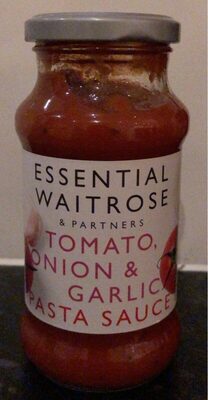 ESSENTIAL
WAITROSE
& PARTNERS
TOMATO,
ONION &
GARLIC
PASTA SAUCE